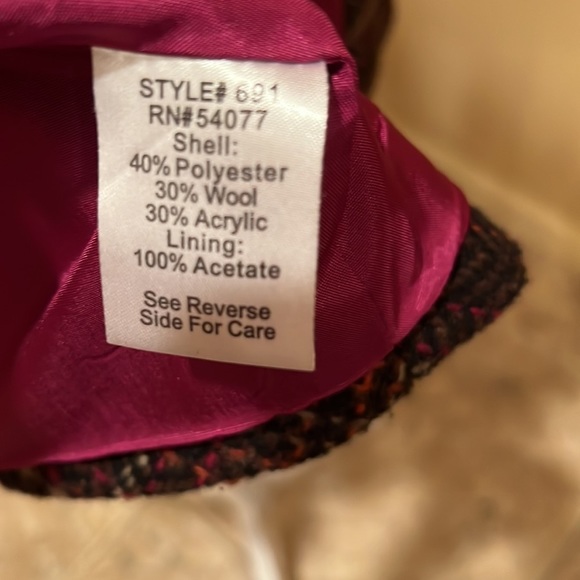 STYLE# 691
RN#54077
Shell:
40% Polyester
30% Wool
30% Acrylic
Lining:
100% Acetate
See Reverse
Side For Care